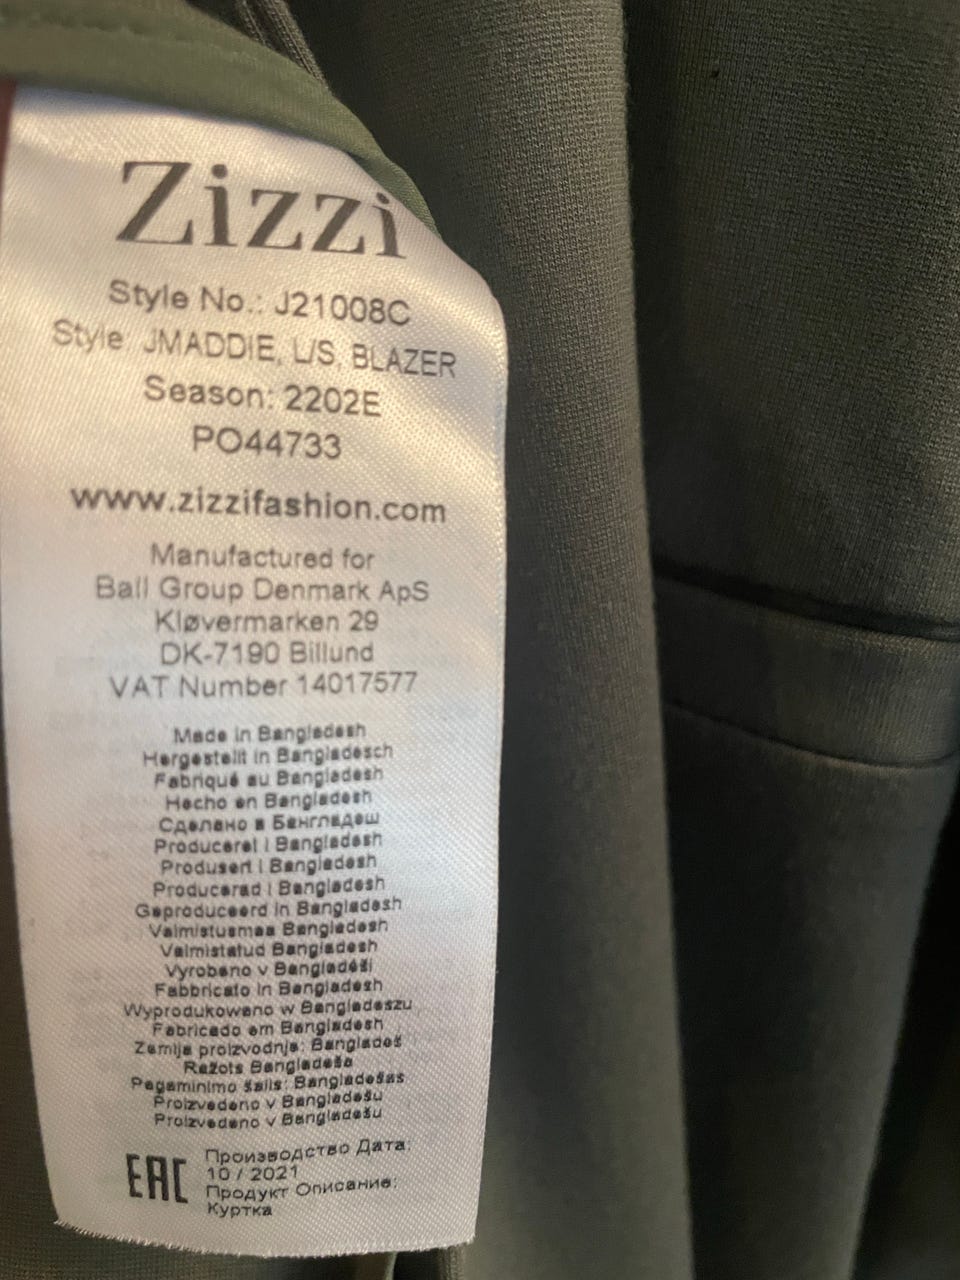 Zizzi
Style No.: J21008C
Style JMADDIE, L/S, BLAZER
Season: 2202E
PO44733
www.zizzifashion.com
Manufactured for
Ball Group Denmark ApS
Kløvermarken 29
DK-7190 Billund
VAT Number 14017577
Made in Bangladesh
Hergestellt in Bangladesch
Fabriqué au Bangladesh
Hecho en Bangladesh
Сделано в Бангладеш
Produceret i Bangladesh
Produsert i Bangladesh
Producerad i Bangladesh
Geproduceerd in Bangladesh
Valmistusmaa Bangladesh
Valmistatud Bangladesh
Vyrobeno v Bangladéši
Fabbricato in Bangladesh
Wyprodukowano w Bangladeszu
Fabricado em Bangladesh
Zemlja proizvodnje: Bangladeš
Ražots Bangladeša
Pagaminimo šalis: Bangladešas
Proizvedeno v Bangladešu
Proizvedeno v Bangladešu
EAC
Производство Дата:
10 / 2021
Продукт Описание:
Куртка